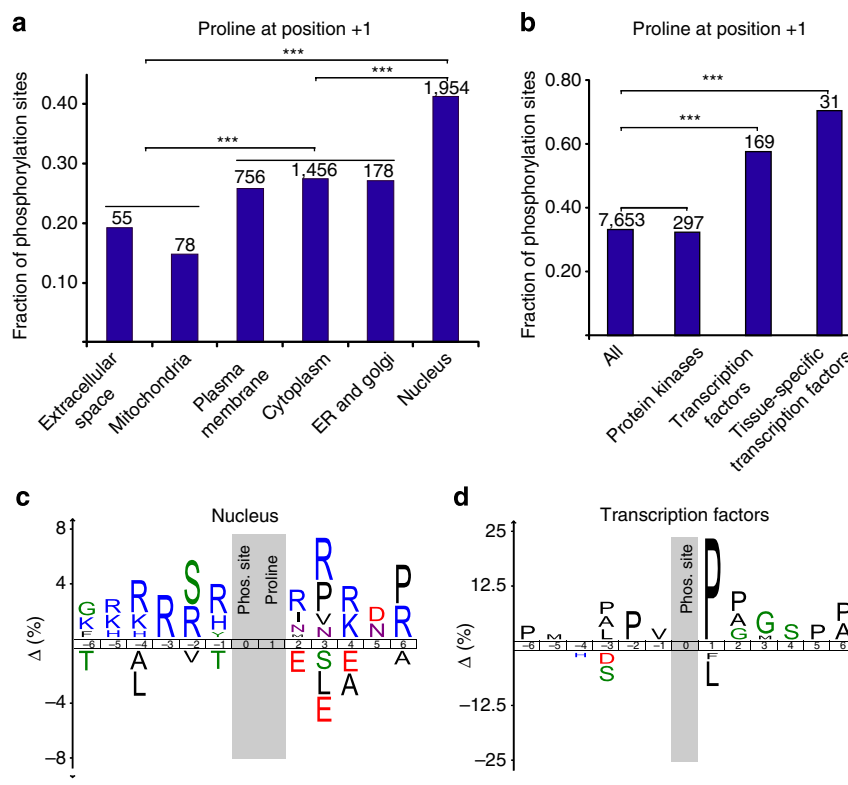 a
Proline at position +1
Fraction of phosphorylation sites
0.40
0.30
0.20
0.10
***
***
***
55
78
756
1,456
178
1,954
Extracellular
space
Mitochondria
Plasma
membrane
Cytoplasm
ER and golgi
Nucleus
b
Proline at position +1
Fraction of phosphorylation sites
0.80
0.60
0.40
0.20
***
***
7,653
297
169
31
All
Protein kinases
Transcription
factors
Tissue-specific
transcription factors
c
Nucleus
Δ (%)
8
4
−4
−8
Phos. site
Proline
G R R R S R R R R D P
K K K R H I P K N R
F H H Y N V
N
−6 −5 −4 −3 −2 −1 0 1 2 3 4 5 6
T A V T E S E A
L L A
E
d
Transcription factors
Δ (%)
25
12.5
−12.5
−25
Phos. site
P M P P V P P G S P P
A A M A
L G
−6 −5 −4 −3 −2 −1 0 1 2 3 4 5 6
H D F
S L